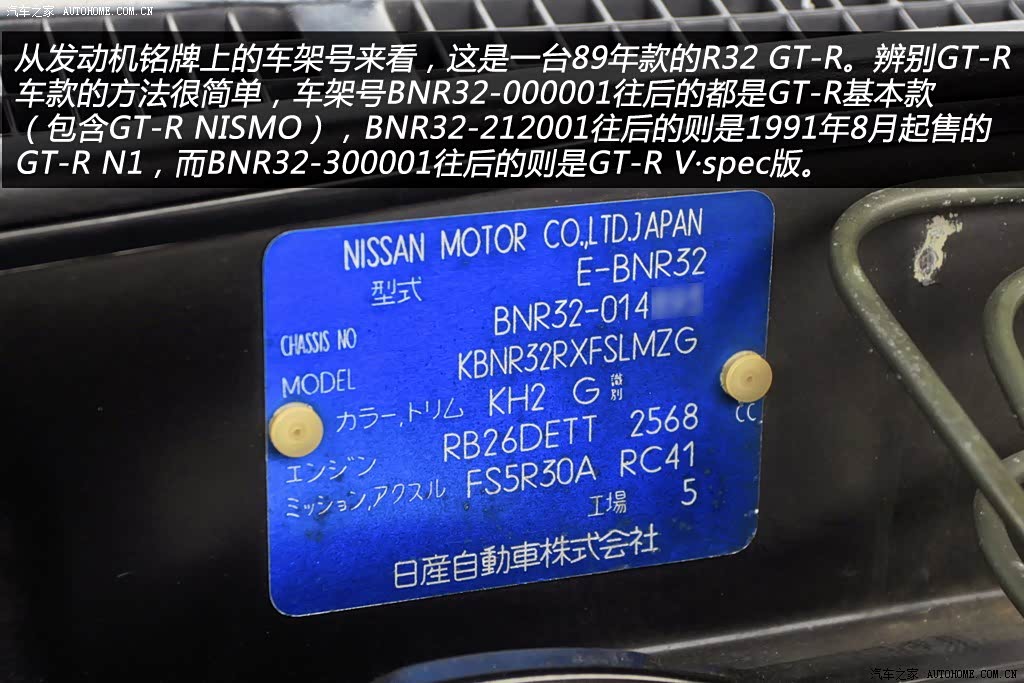 汽车之家 AUTOHOME.COM.CN
从发动机铭牌上的车架号来看，这是一台89年款的R32 GT-R。辨别GT-R
车款的方法很简单，车架号BNR32-000001往后的都是GT-R基本款
（包含GT-R NISMO），BNR32-212001往后的则是1991年8月起售的
GT-R N1，而BNR32-300001往后的则是GT-R V·spec版。
NISSAN MOTOR CO.,LTD.JAPAN
型式 E-BNR32
CHASSIS NO BNR32-014
MODEL KBNR32RXFSLMZG
カラー,トリム KH2 G 識別
エンジン RB26DETT 2568 CC
ミッション,アクスル FS5R30A RC41
工場 5
日産自動車株式会社
汽车之家 AUTOHOME.COM.CN